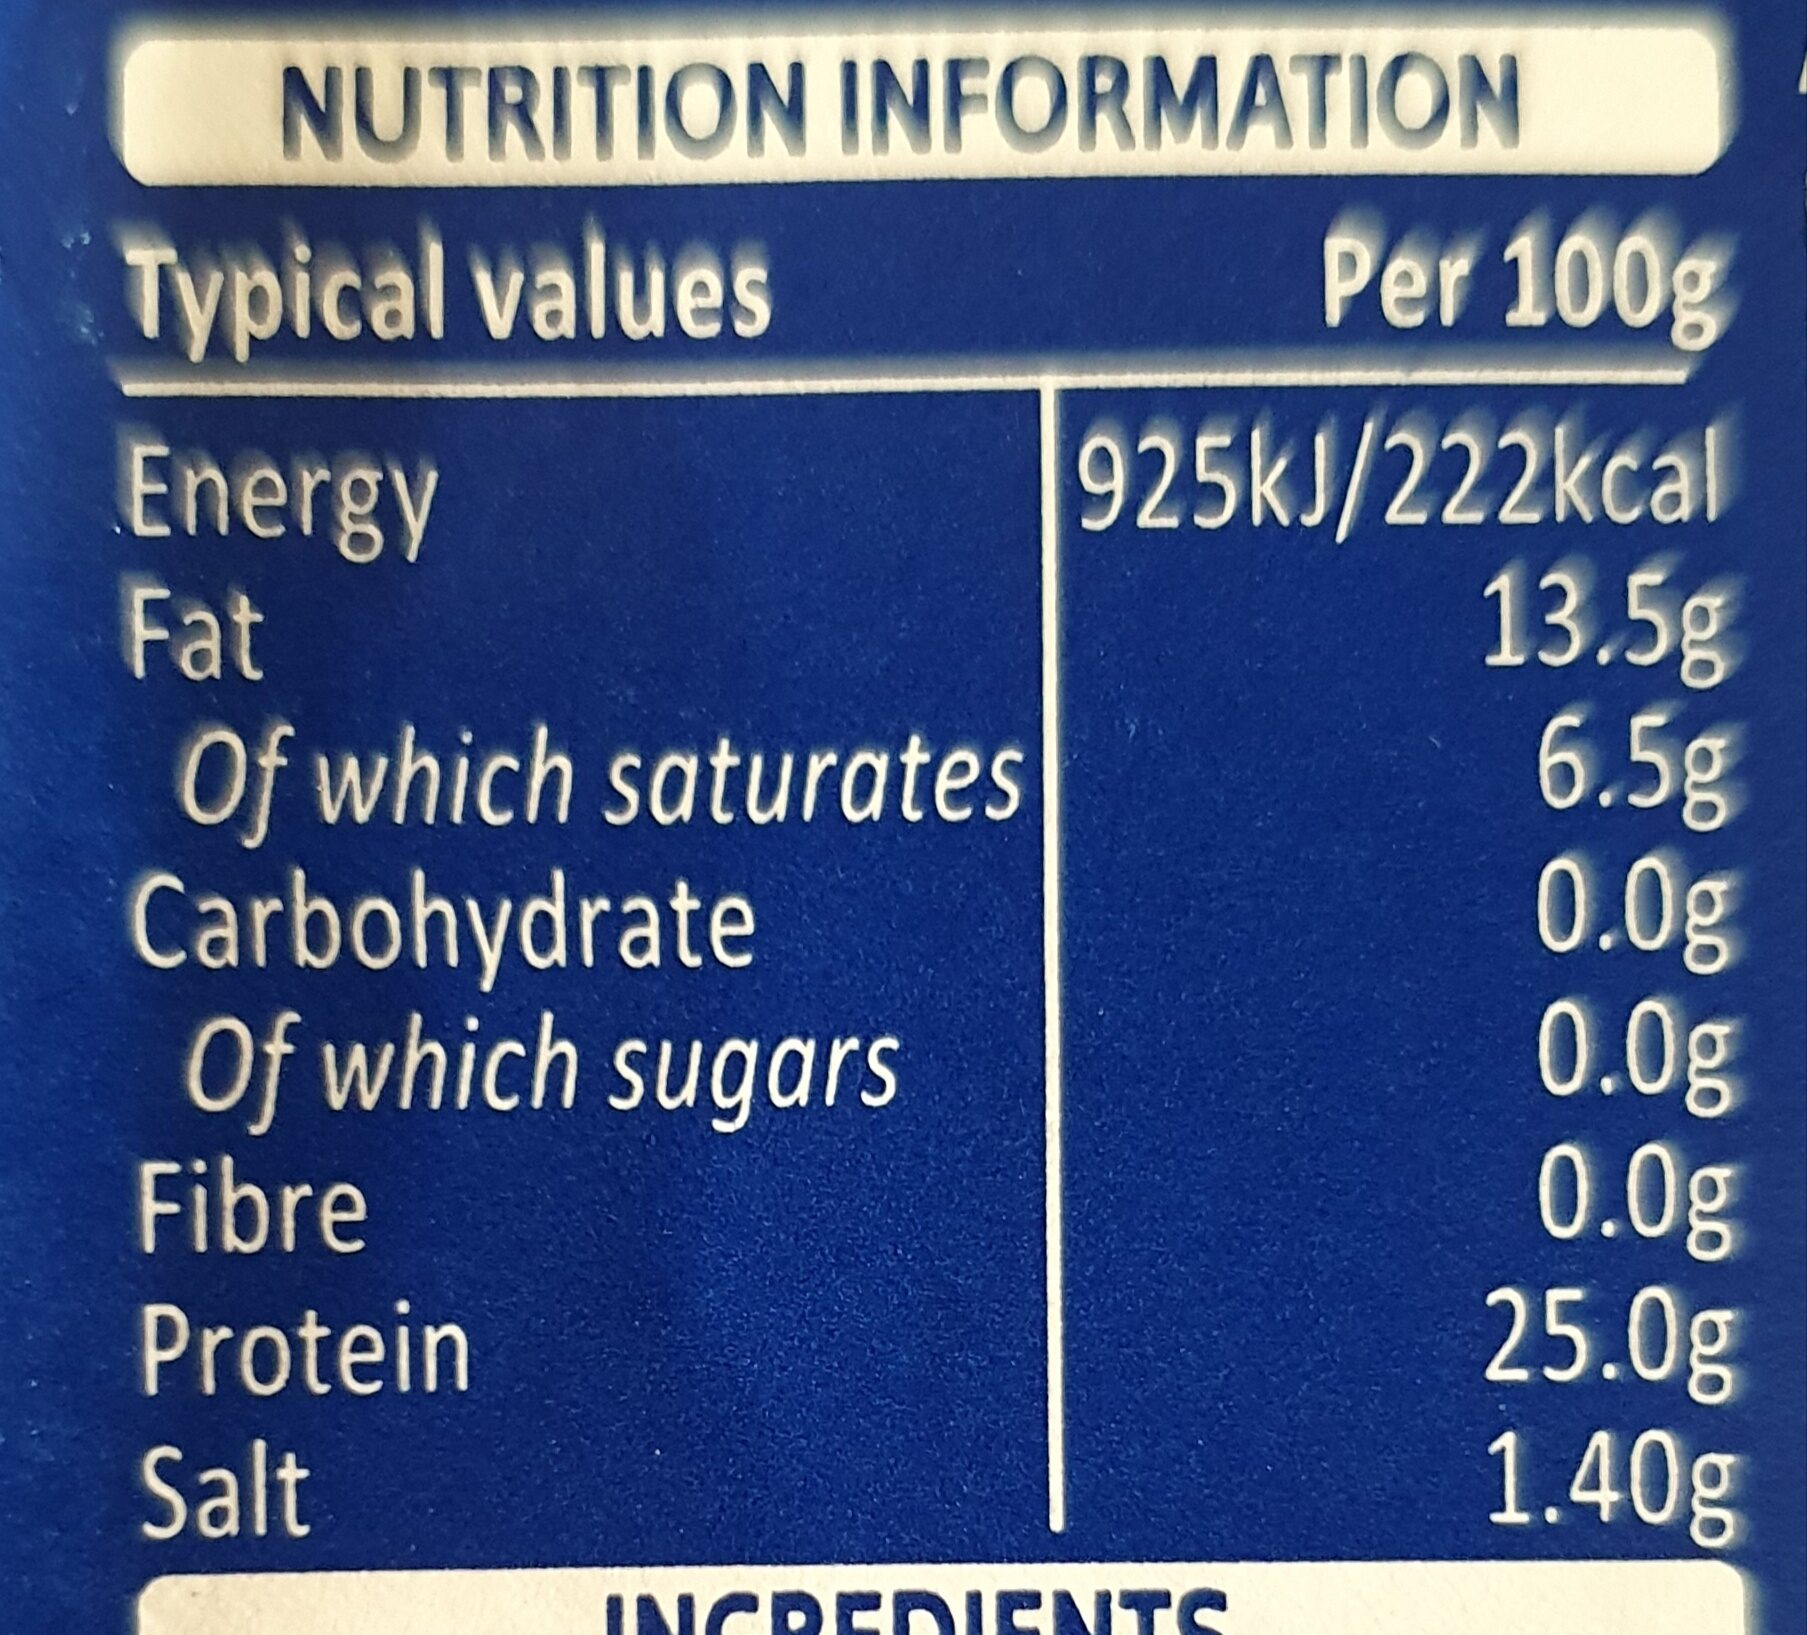 NUTRITION INFORMATION
Typical values Per 100g
Energy 925kJ/222kcal
Fat 13.5g
Of which saturates 6.5g
Carbohydrate 0.0g
Of which sugars 0.0g
Fibre 0.0g
Protein 25.0g
Salt 1.40g
INGREDIENTS